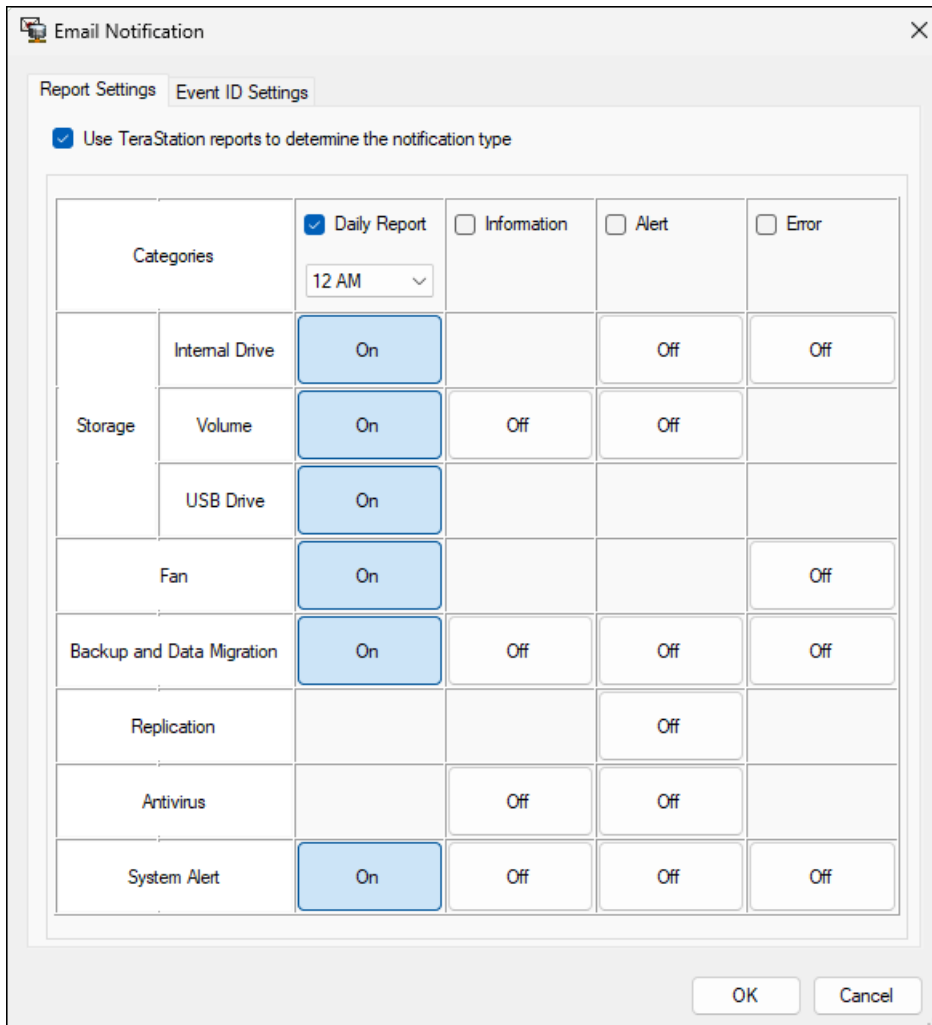 Email Notification
Report Settings
Event ID Settings
Use TeraStation reports to determine the notification type
Categories
Daily Report
Information
Alert
Error
12 AM
Storage
Internal Drive
On
Off
Off
Volume
On
Off
Off
USB Drive
On
Fan
On
Off
Backup and Data Migration
On
Off
Off
Off
Replication
Off
Antivirus
Off
Off
System Alert
On
Off
Off
Off
OK
Cancel